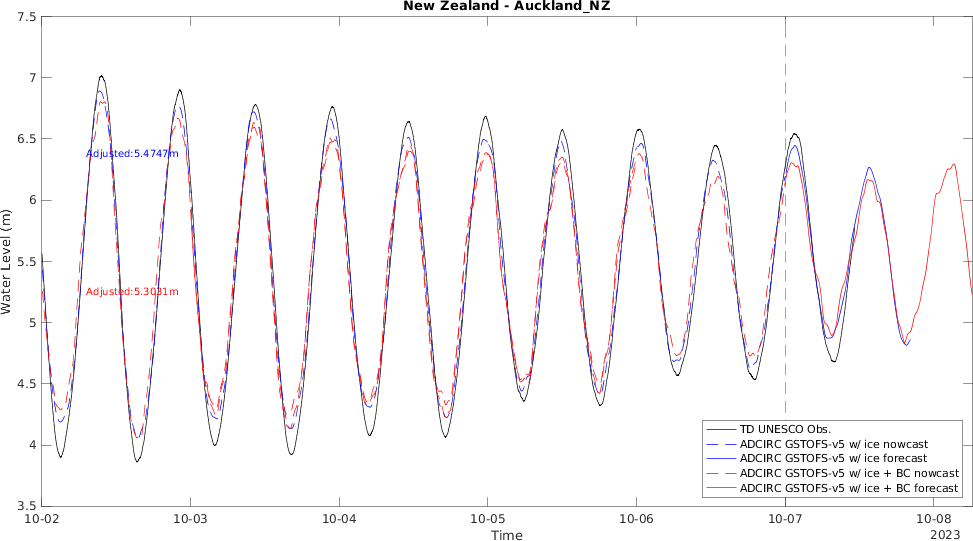 New Zealand - Auckland_NZ
7.5
7
6.5
6
5.5
5
4.5
4
3.5
Water Level (m)
Adjusted:5.4747m
Adjusted:5.3031m
TD UNESCO Obs.
ADCIRC GSTOFS-v5 w/ ice nowcast
ADCIRC GSTOFS-v5 w/ ice forecast
ADCIRC GSTOFS-v5 w/ ice + BC nowcast
ADCIRC GSTOFS-v5 w/ ice + BC forecast
10-02 10-03 10-04 10-05 10-06 10-07 10-08
Time
2023